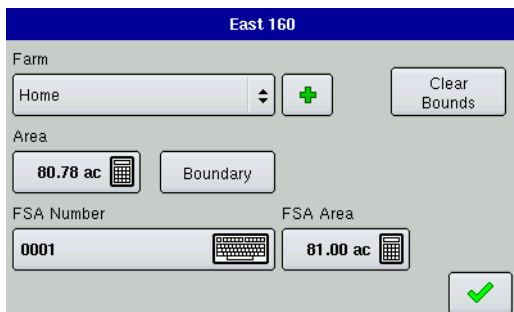 East 160
Farm
Home
Clear
Bounds
Area
80.78 ac
Boundary
FSA Number
FSA Area
0001
81.00 ac